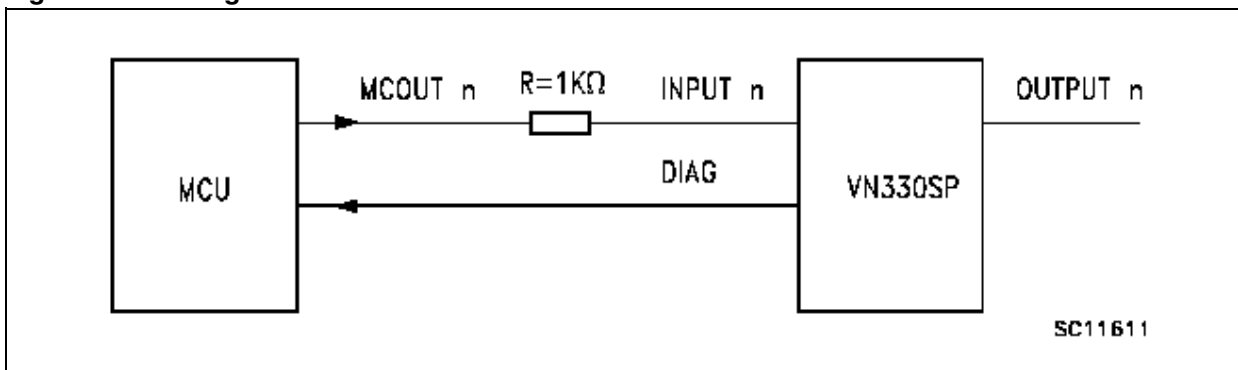 MCOUT n R=1KΩ INPUT n OUTPUT n
DIAG
MCU VN330SP
SC11611